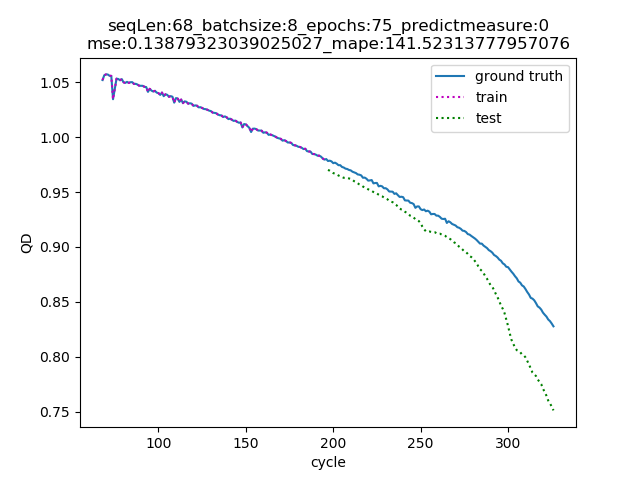 seqLen:68_batchsize:8_epochs:75_predictmeasure:0
mse:0.13879323039025027_mape:141.52313777957076
ground truth
train
test
1.05
1.00
0.95
0.90
0.85
0.80
0.75
QD
100 150 200 250 300
cycle